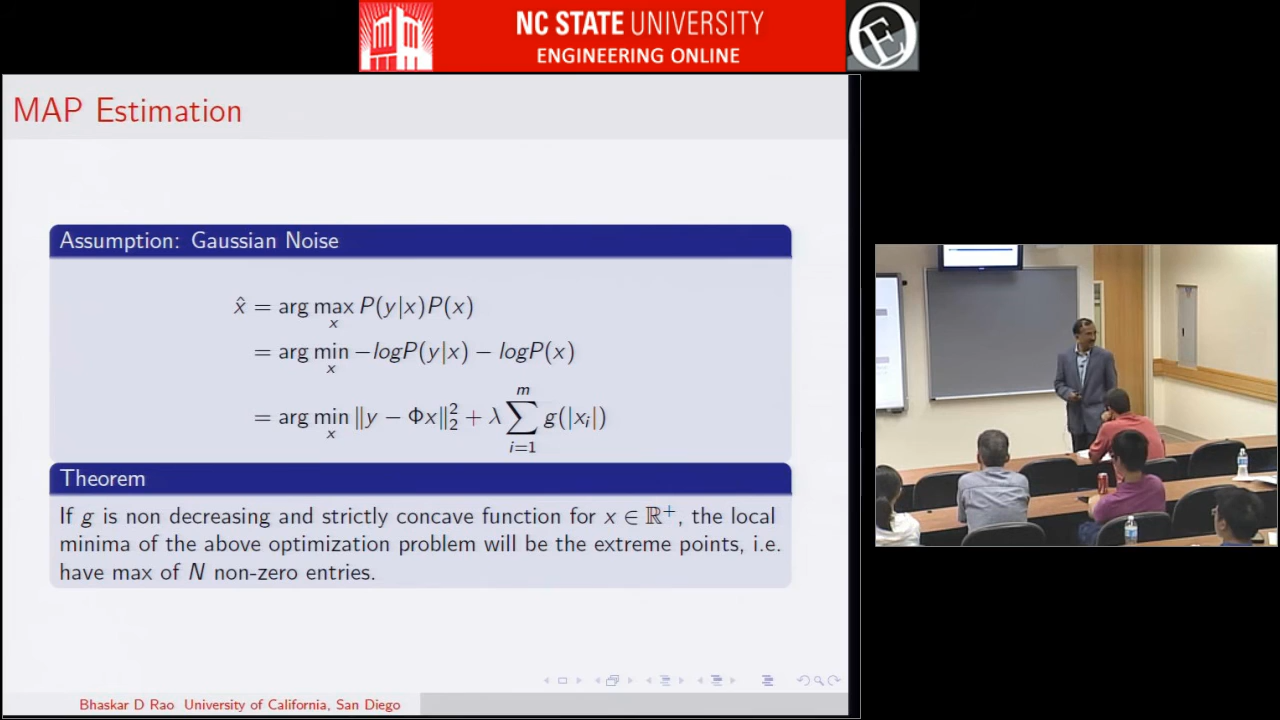 NC STATE UNIVERSITY
ENGINEERING ONLINE
MAP Estimation
Assumption: Gaussian Noise
x̂ = arg max_x P(y|x)P(x)
= arg min_x −logP(y|x) − logP(x)
= arg min_x ‖y − Φx‖₂² + λ ∑_{i=1}^{m} g(|x_i|)
Theorem
If g is non decreasing and strictly concave function for x ∈ ℝ⁺, the local
minima of the above optimization problem will be the extreme points, i.e.
have max of N non-zero entries.
Bhaskar D Rao University of California, San Diego